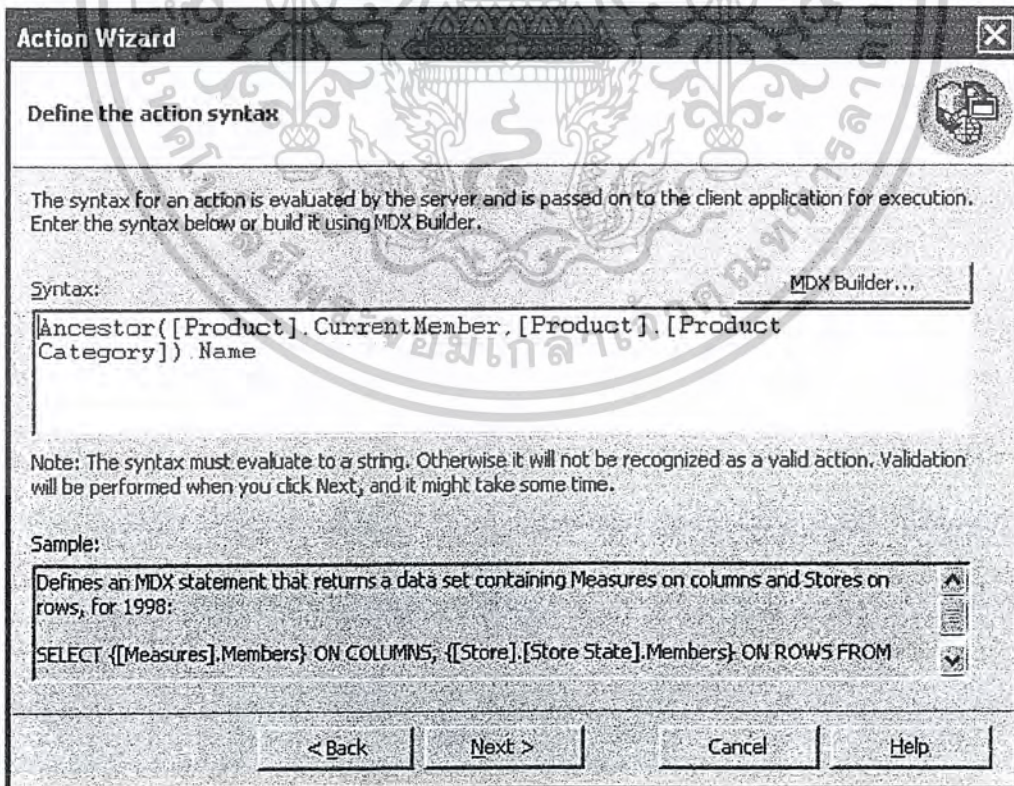 Action Wizard
Define the action syntax
The syntax for an action is evaluated by the server and is passed on to the client application for execution.
Enter the syntax below or build it using MDX Builder.
Syntax:
MDX Builder...
Ancestor([Product].CurrentMember,[Product].[Product
Category]).Name
Note: The syntax must evaluate to a string. Otherwise it will not be recognized as a valid action. Validation
will be performed when you click Next, and it might take some time.
Sample:
Defines an MDX statement that returns a data set containing Measures on columns and Stores on
rows, for 1998:
SELECT {[Measures].Members} ON COLUMNS, {[Store].[Store State].Members} ON ROWS FROM
< Back
Next >
Cancel
Help